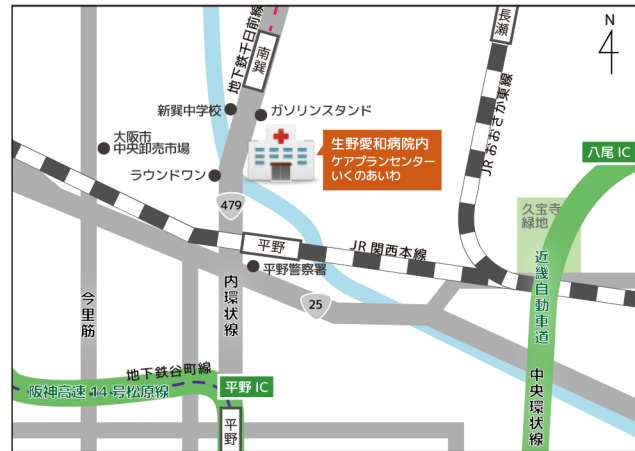 N
長瀬
地下鉄千日前線
南巽
新巽中学校
ガソリンスタンド
JRおおさか東線
大阪市
中央卸売市場
生野愛和病院内
ケアプランセンター
いくのあいわ
八尾 IC
ラウンドワン
479
久宝寺
緑地
平野
JR 関西本線
平野警察署
近畿自動車道
今里筋
内環状線
25
地下鉄谷町線
阪神高速 14 号松原線
平野 IC
中央環状線
平野